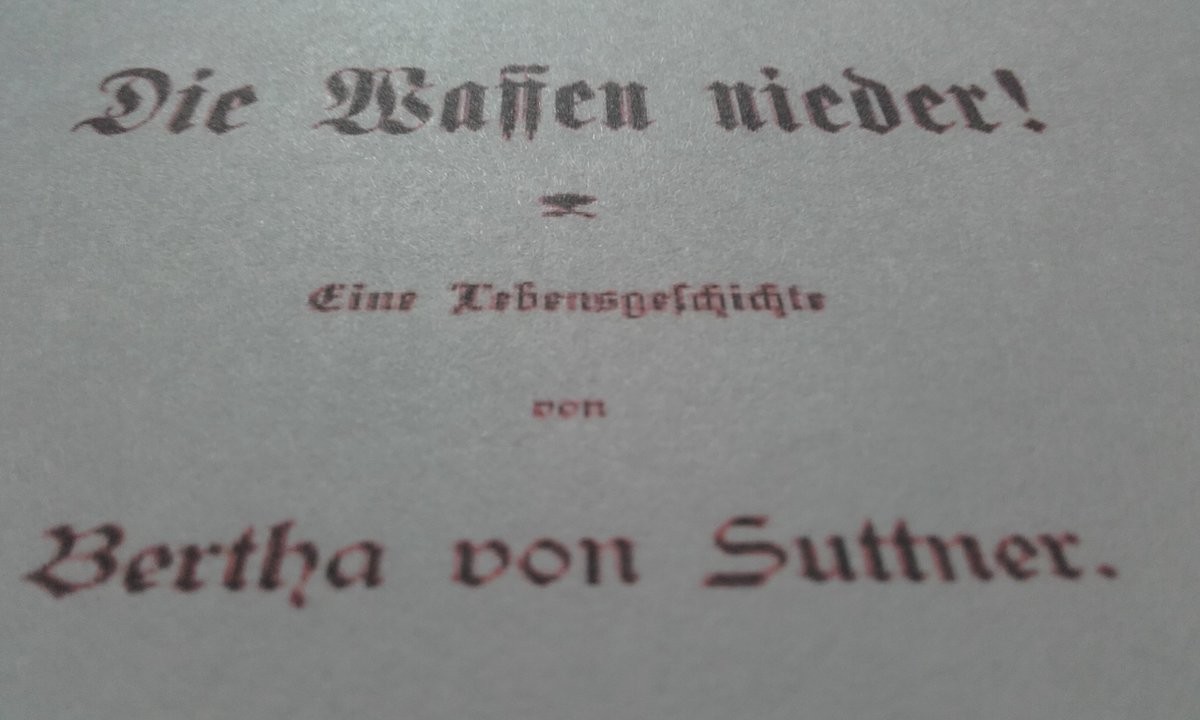 Die Waffen nieder!
Eine Lebensgeschichte
von
Bertha von Suttner.